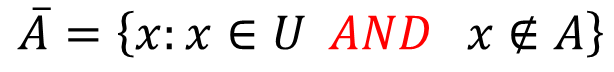 Ā = {x: x ∈ U AND x ∉ A}